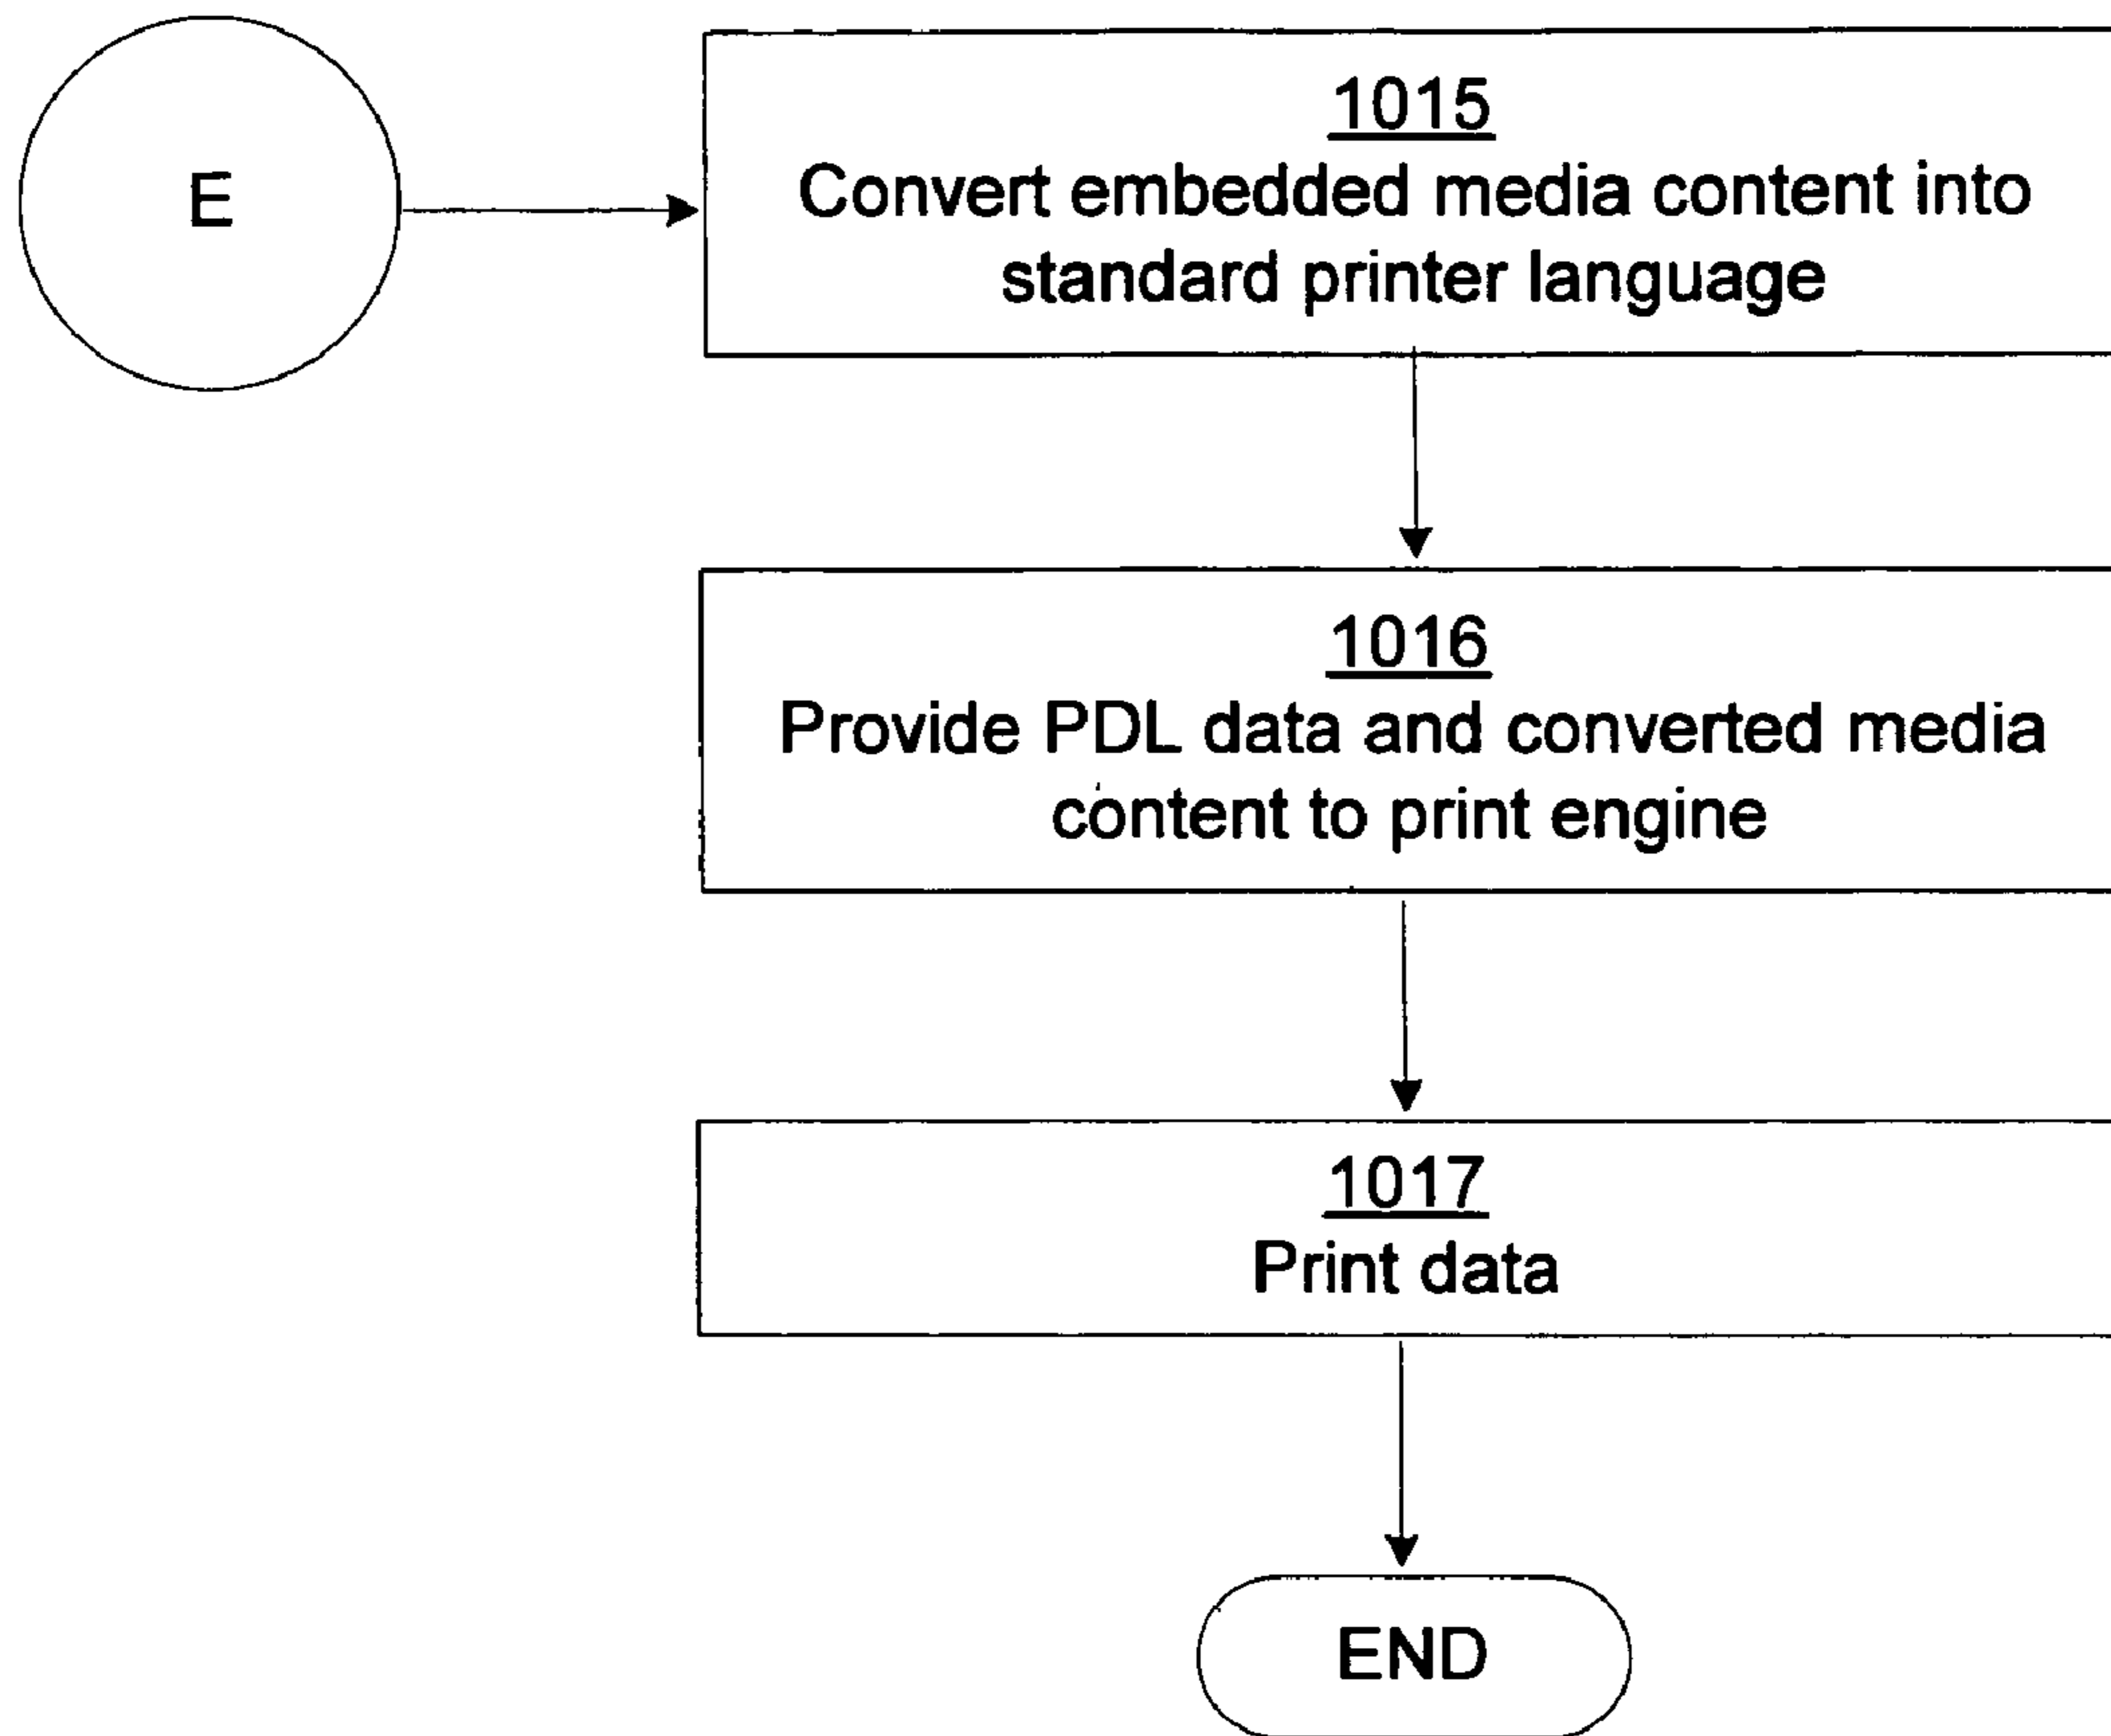 E
1015
Convert embedded media content into
standard printer language
1016
Provide PDL data and converted media
content to print engine
1017
Print data
END